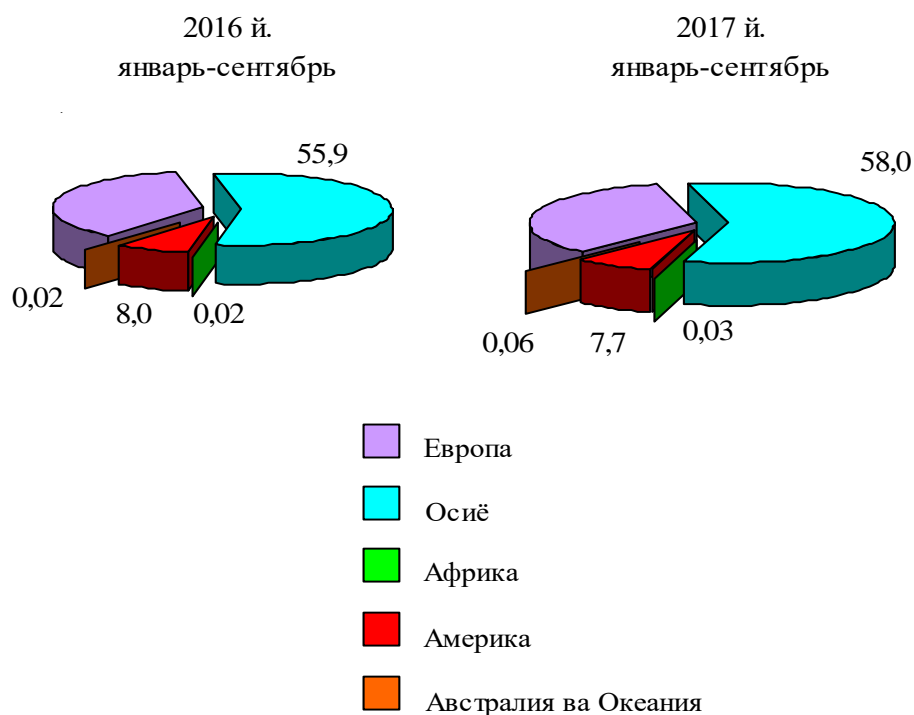 2016 й.
январь-сентябрь
2017 й.
январь-сентябрь
55,9
0,02
8,0
0,02
58,0
0,06
7,7
0,03
Европа
Осиё
Африка
Америка
Австралия ва Океания